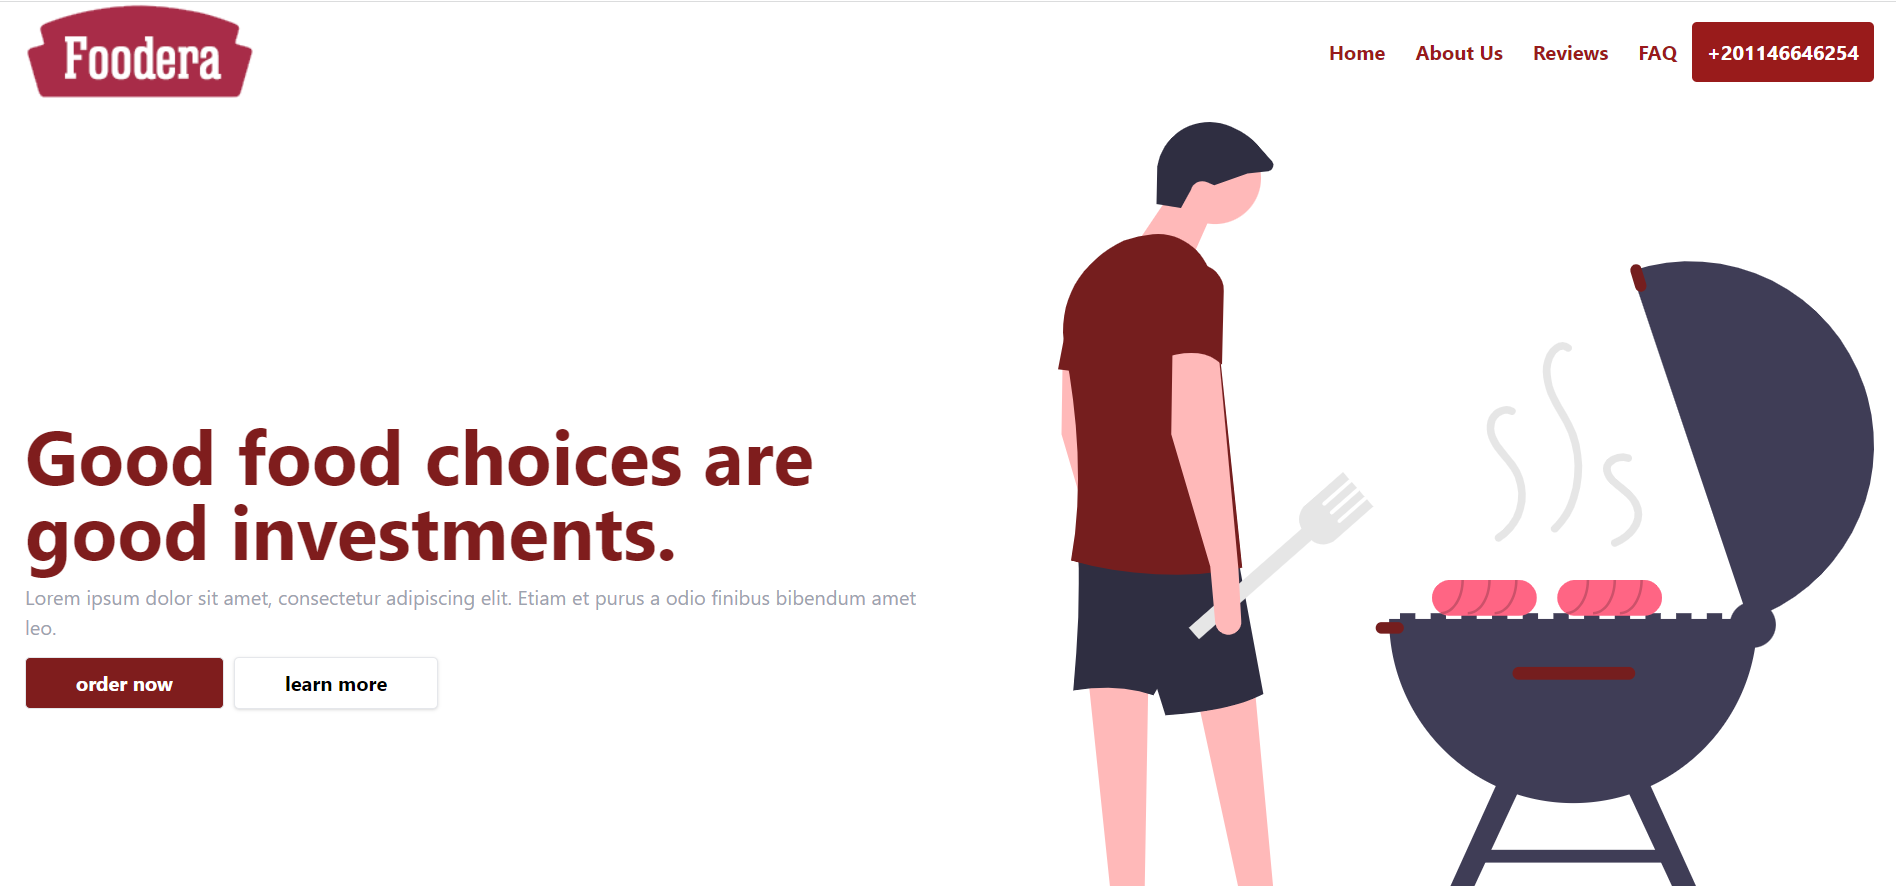 Foodera
Home About Us Reviews FAQ +201146646254
Good food choices are
good investments.
Lorem ipsum dolor sit amet, consectetur adipiscing elit. Etiam et purus a odio finibus bibendum amet
leo.
order now learn more